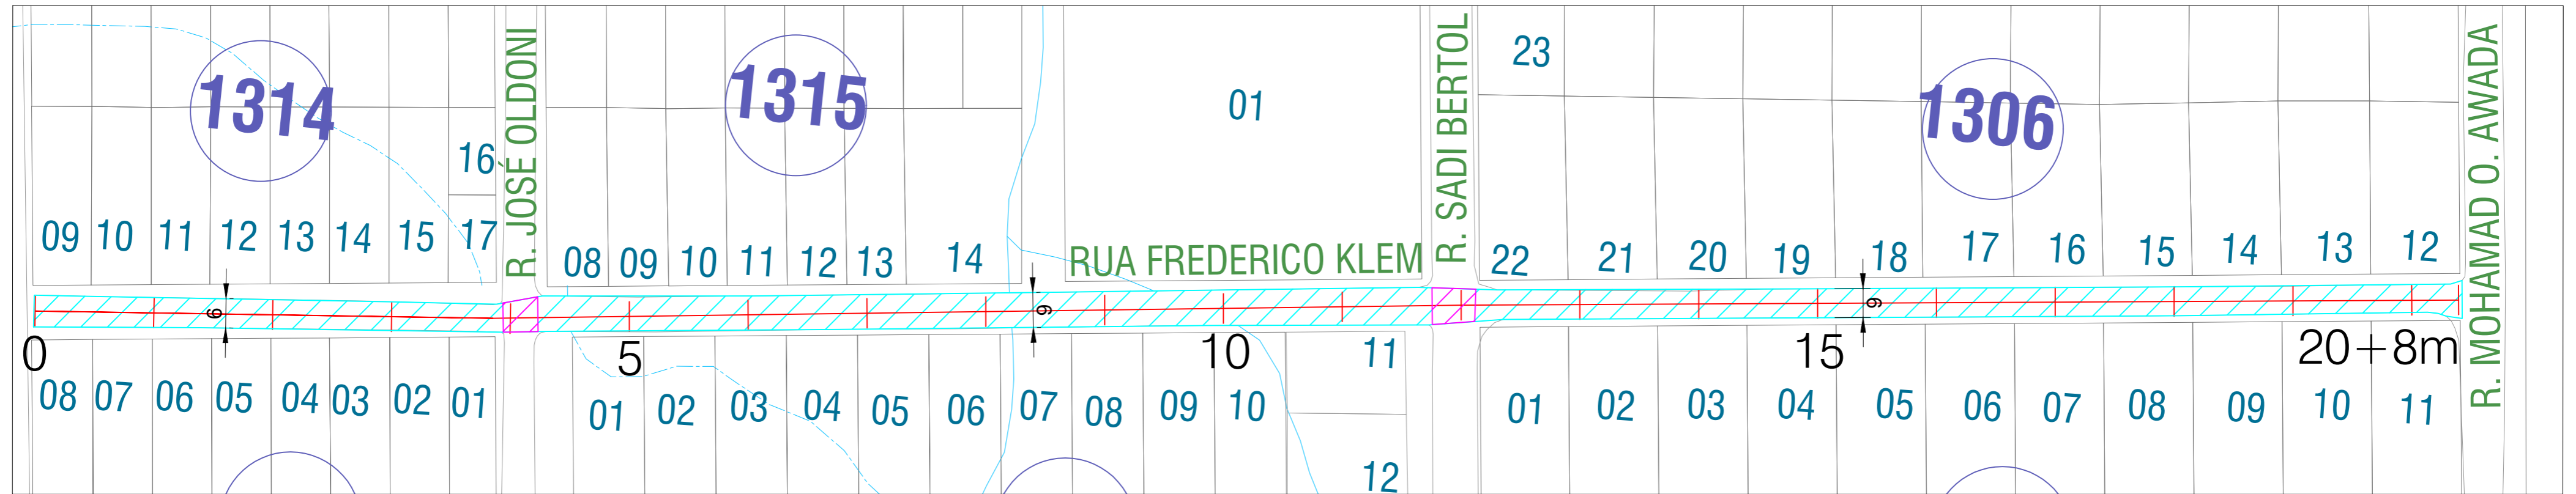 1314
1315
1306
R. JOSÉ OLDONI
R. SADI BERTOL
R. MOHAMAD O. AWADA
RUA FREDERICO KLEM
01
23
16
09 10 11 12 13 14 15 17
08 09 10 11 12 13 14
22 21 20 19 18 17 16 15 14 13 12
9 9 9
0 5 10 15 20+8m
08 07 06 05 04 03 02 01
01 02 03 04 05 06 07 08 09 10 11
12
01 02 03 04 05 06 07 08 09 10 11